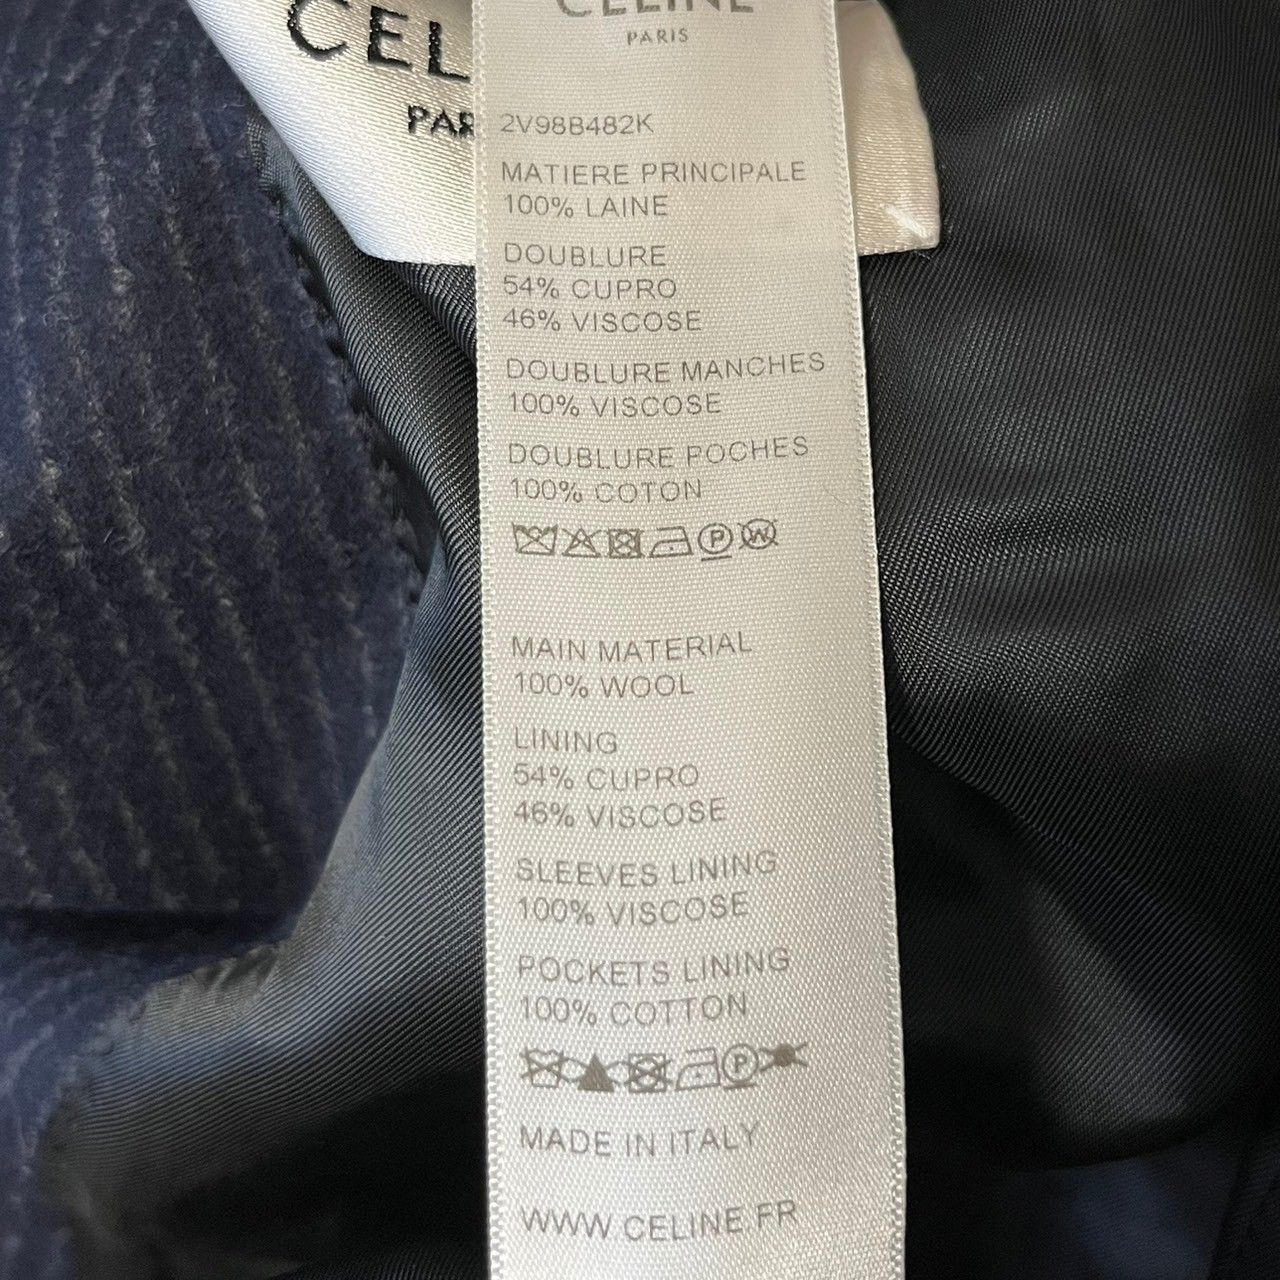 CEL
PAR
CELINE
PARIS
2V98B482K
MATIERE PRINCIPALE
100% LAINE
DOUBLURE
54% CUPRO
46% VISCOSE
DOUBLURE MANCHES
100% VISCOSE
DOUBLURE POCHES
100% COTON
P W
MAIN MATERIAL
100% WOOL
LINING
54% CUPRO
46% VISCOSE
SLEEVES LINING
100% VISCOSE
POCKETS LINING
100% COTTON
P
MADE IN ITALY
WWW.CELINE.FR